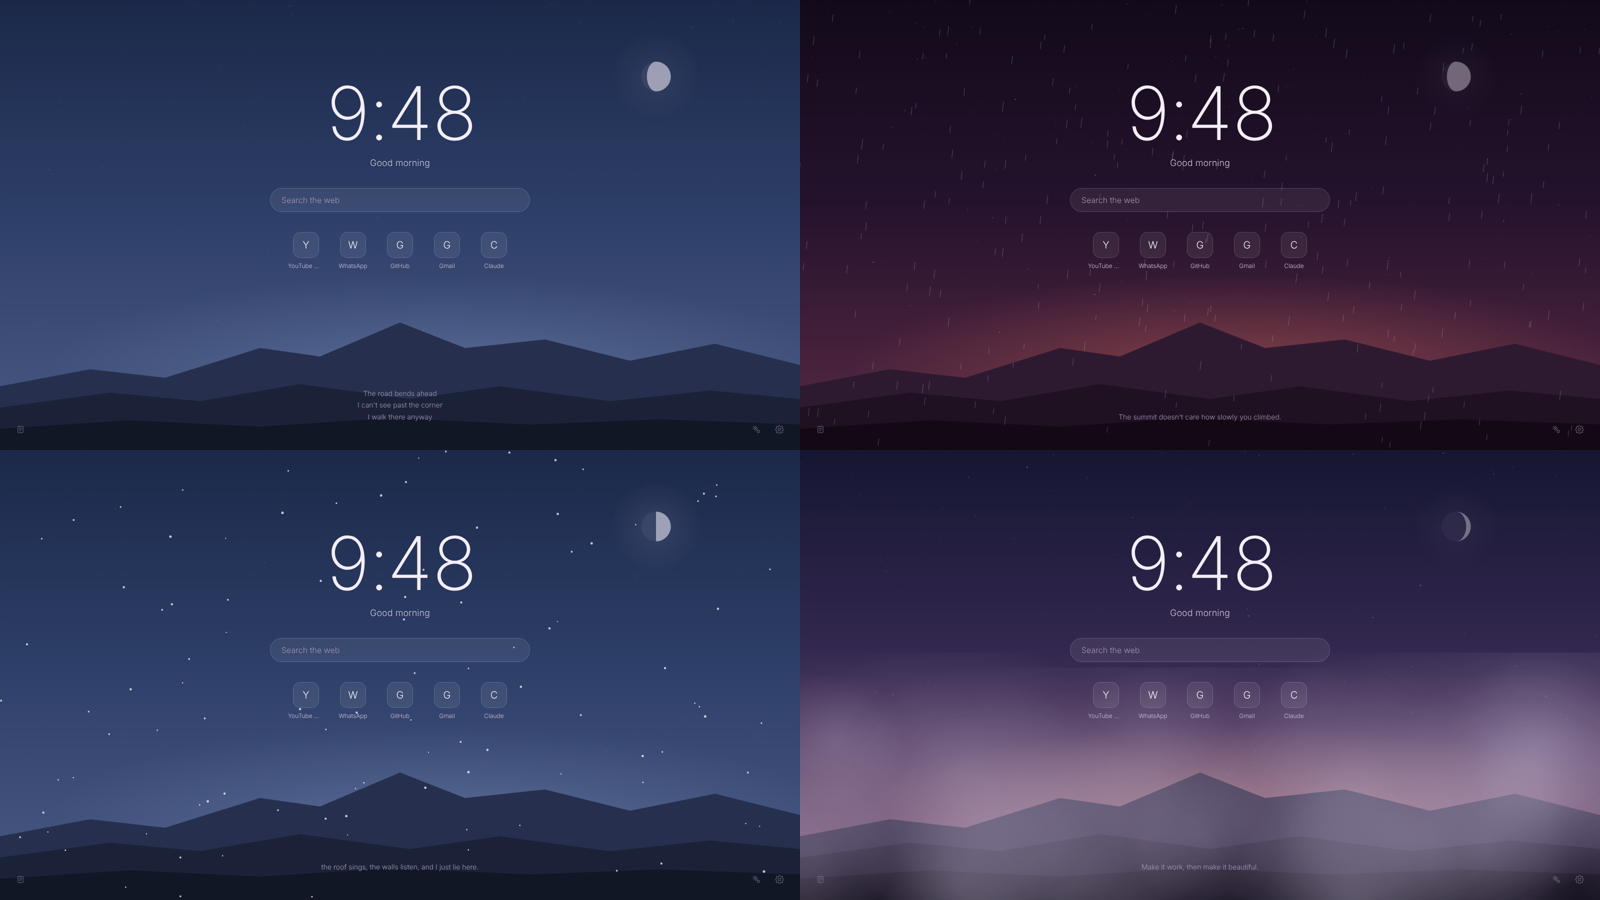 9:48
Good morning
Search the web
Y W G G C
YouTube ... WhatsApp GitHub Gmail Claude
The road bends ahead
I can't see past the corner
I walk there anyway
9:48
Good morning
Search the web
Y W G G C
YouTube ... WhatsApp GitHub Gmail Claude
The summit doesn't care how slowly you climbed.
9:48
Good morning
Search the web
Y W G G C
YouTube ... WhatsApp GitHub Gmail Claude
the roof sings, the walls listen, and I just lie here.
9:48
Good morning
Search the web
Y W G G C
YouTube ... WhatsApp GitHub Gmail Claude
Make it work, then make it beautiful.